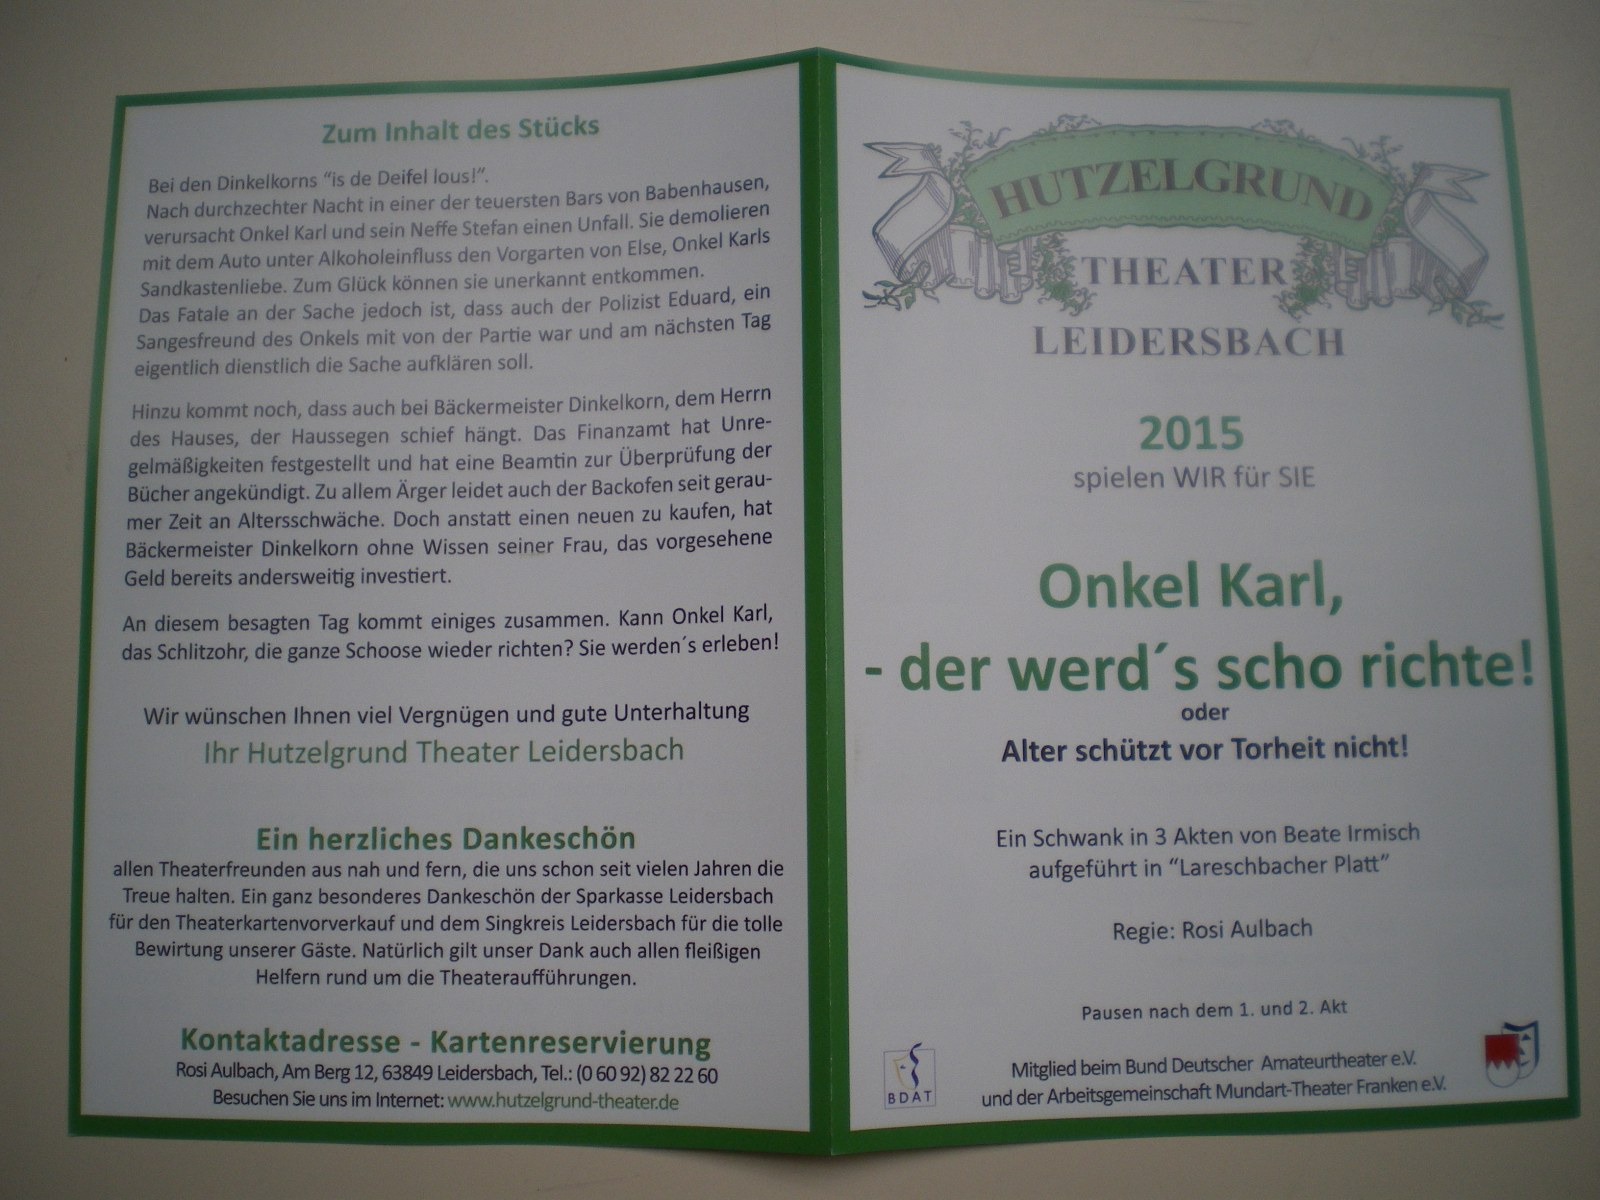 Zum Inhalt des Stücks
Bei den Dinkelkorns “is de Deifel lous!”.
Nach durchzechter Nacht in einer der teuersten Bars von Babenhausen,
verursacht Onkel Karl und sein Neffe Stefan einen Unfall. Sie demolieren
mit dem Auto unter Alkoholeinfluss den Vorgarten von Else, Onkel Karls
Sandkastenliebe. Zum Glück können sie unerkannt entkommen.
Das Fatale an der Sache jedoch ist, dass auch der Polizist Eduard, ein
Sangesfreund des Onkels mit von der Partie war und am nächsten Tag
eigentlich dienstlich die Sache aufklären soll.
Hinzu kommt noch, dass auch bei Bäckermeister Dinkelkorn, dem Herrn
des Hauses, der Haussegen schief hängt. Das Finanzamt hat Unre-
gelmäßigkeiten festgestellt und hat eine Beamtin zur Überprüfung der
Bücher angekündigt. Zu allem Ärger leidet auch der Backofen seit gerau-
mer Zeit an Altersschwäche. Doch anstatt einen neuen zu kaufen, hat
Bäckermeister Dinkelkorn ohne Wissen seiner Frau, das vorgesehene
Geld bereits andersweitig investiert.
An diesem besagten Tag kommt einiges zusammen. Kann Onkel Karl,
das Schlitzohr, die ganze Schoose wieder richten? Sie werden´s erleben!
Wir wünschen Ihnen viel Vergnügen und gute Unterhaltung
Ihr Hutzelgrund Theater Leidersbach
Ein herzliches Dankeschön
allen Theaterfreunden aus nah und fern, die uns schon seit vielen Jahren die
Treue halten. Ein ganz besonderes Dankeschön der Sparkasse Leidersbach
für den Theaterkartenvorverkauf und dem Singkreis Leidersbach für die tolle
Bewirtung unserer Gäste. Natürlich gilt unser Dank auch allen fleißigen
Helfern rund um die Theateraufführungen.
Kontaktadresse - Kartenreservierung
Rosi Aulbach, Am Berg 12, 63849 Leidersbach, Tel.: (0 60 92) 82 22 60
Besuchen Sie uns im Internet: www.hutzelgrund-theater.de
HUTZELGRUND
THEATER
LEIDERSBACH
2015
spielen WIR für SIE
Onkel Karl,
- der werd´s scho richte!
oder
Alter schützt vor Torheit nicht!
Ein Schwank in 3 Akten von Beate Irmisch
aufgeführt in “Lareschbacher Platt”
Regie: Rosi Aulbach
Pausen nach dem 1. und 2. Akt
Mitglied beim Bund Deutscher Amateurtheater e.V.
und der Arbeitsgemeinschaft Mundart-Theater Franken e.V.
BDAT